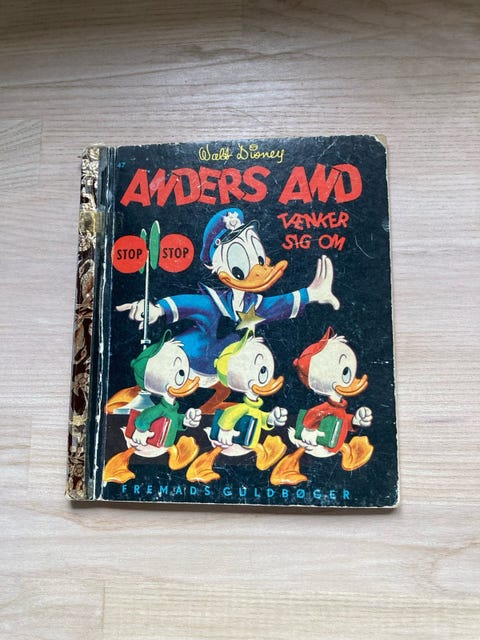 47
Walt Disney
ANDERS AND
TÆNKER
SIG OM
STOP STOP
FREMADS GULDBØGER